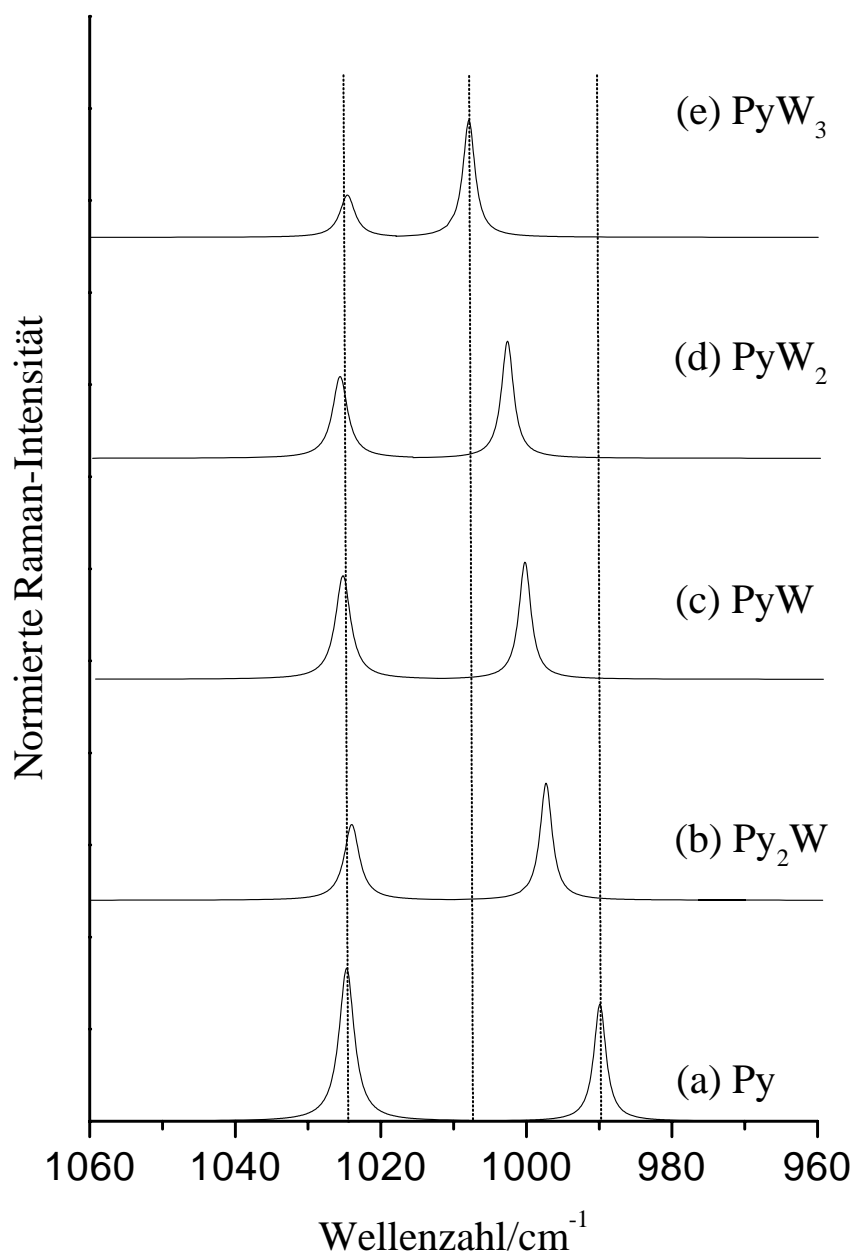 (e) PyW₃
(d) PyW₂
(c) PyW
(b) Py₂W
(a) Py
Normierte Raman-Intensität
1060 1040 1020 1000 980 960
Wellenzahl/cm⁻¹